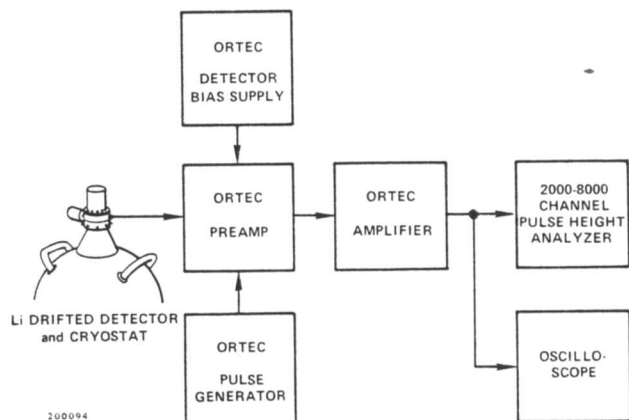 ORTEC
DETECTOR
BIAS SUPPLY
ORTEC
PREAMP
ORTEC
AMPLIFIER
2000-8000
CHANNEL
PULSE HEIGHT
ANALYZER
Li DRIFTED DETECTOR
and CRYOSTAT
ORTEC
PULSE
GENERATOR
OSCILLO-
SCOPE
200094